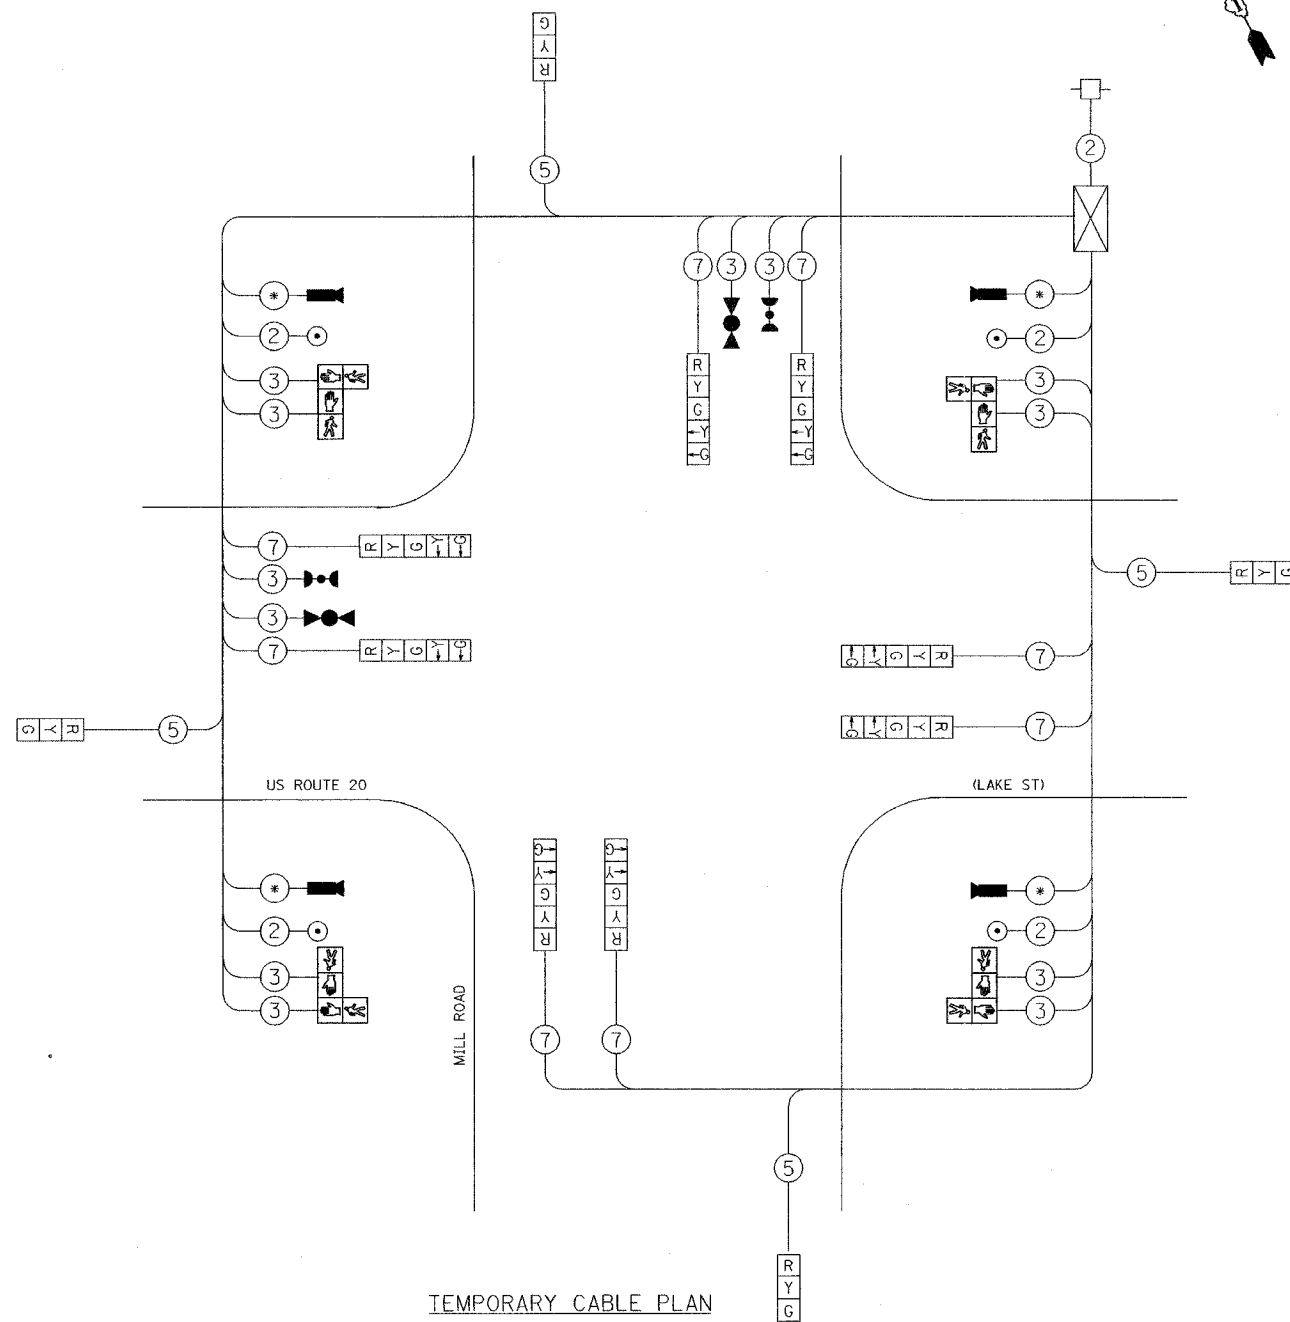 G
Y
R
2
5
7 3 3 7
* *
2 2
3 3
3 3
R R
Y Y
G G
←Y ←Y
←G ←G
7 R Y G ←Y ←G
3
5 R Y G
3
7 R Y G ←Y ←G
←G ←Y G Y R 7
G Y R 5
←G ←Y G Y R 7
US ROUTE 20
(LAKE ST)
←G ←G
←Y ←Y
G G
Y Y
R R
* *
2 2
3 3
3 3
MILL ROAD
7 7
5
R
Y
G
TEMPORARY CABLE PLAN